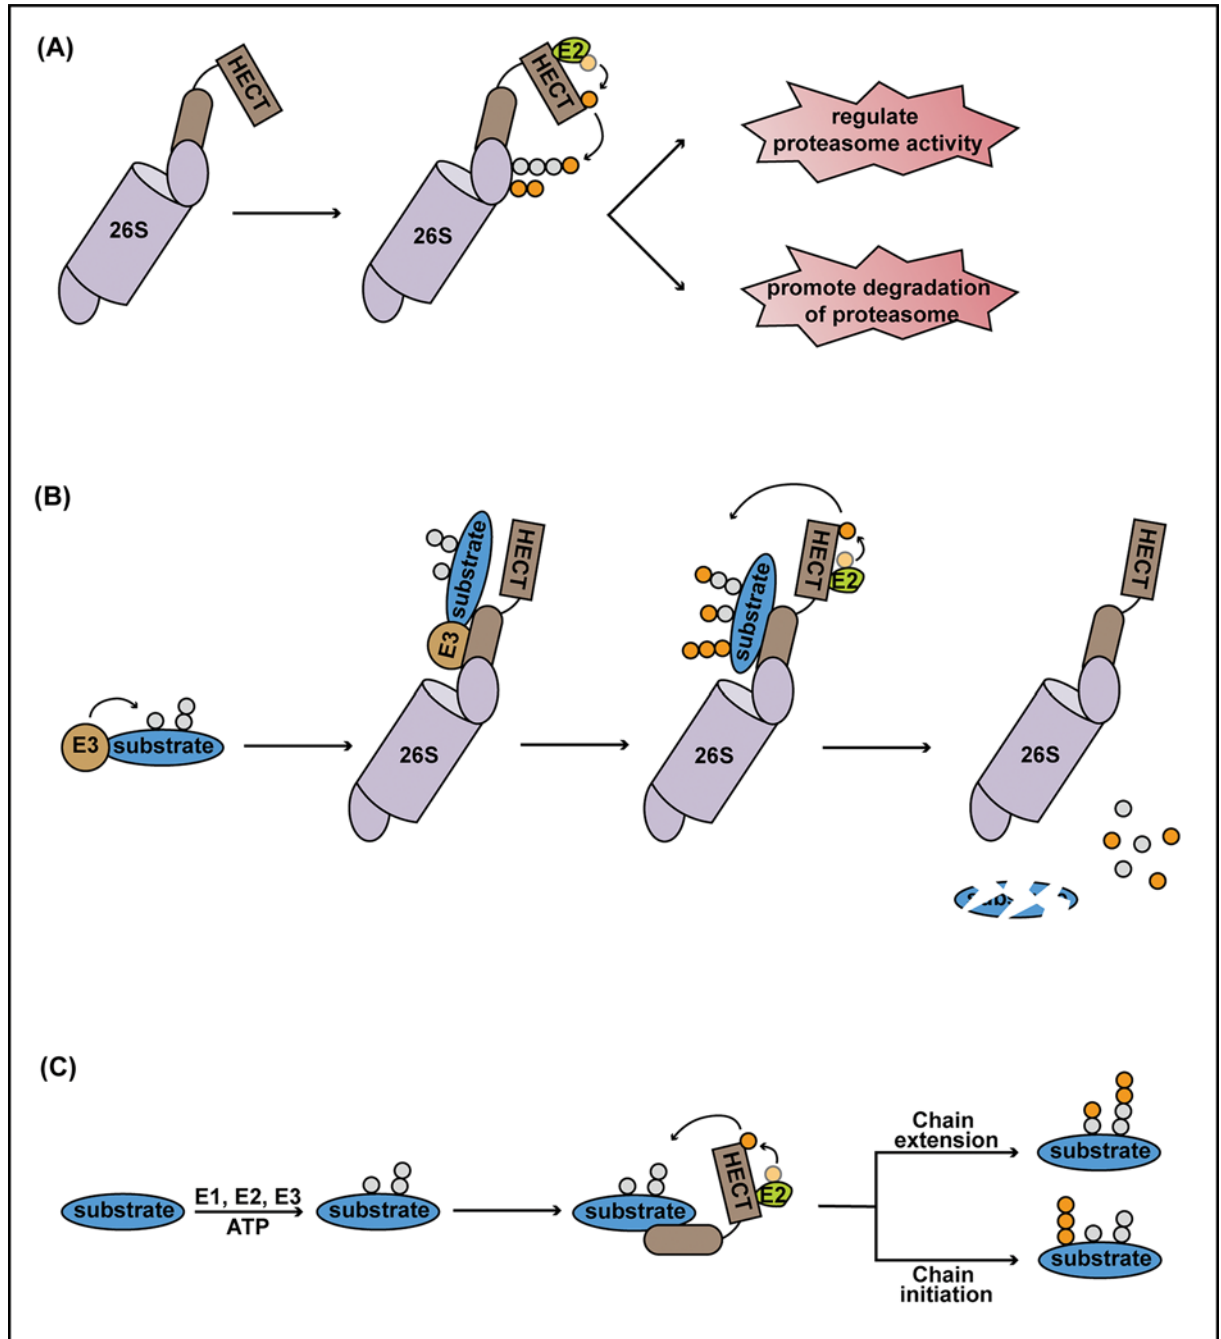 (A)
HECT
26S
E2
HECT
26S
regulate
proteasome activity
promote degradation
of proteasome
(B)
E3
substrate
substrate
E3
HECT
26S
substrate
HECT
E2
26S
HECT
26S
(C)
substrate
E1, E2, E3
ATP
substrate
substrate
HECT
E2
Chain
extension
substrate
Chain
initiation
substrate